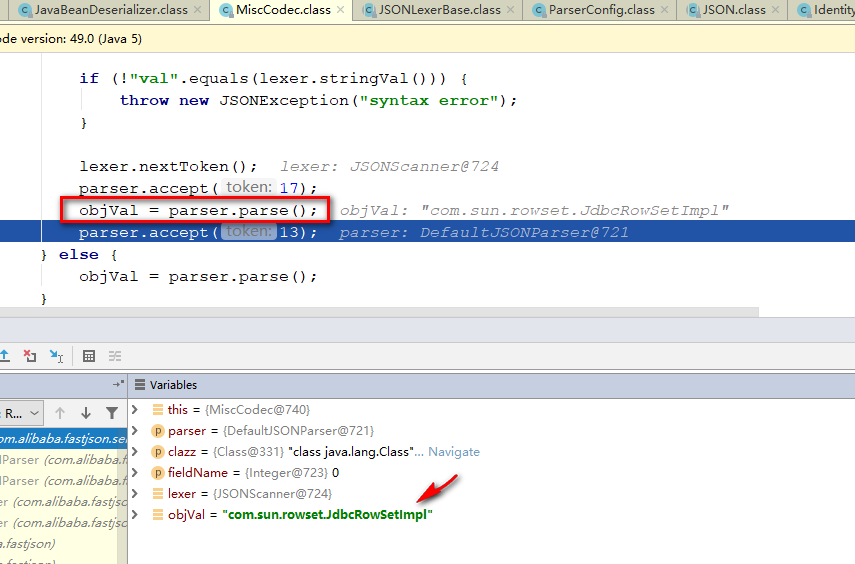 JavaBeanDeserializer.class MiscCodec.class JSONLexerBase.class ParserConfig.class JSON.class Identity
ode version: 49.0 (Java 5)
if (!"val".equals(lexer.stringVal())) {
throw new JSONException("syntax error");
}
lexer.nextToken(); lexer: JSONScanner@724
parser.accept( token: 17);
objVal = parser.parse(); objVal: "com.sun.rowset.JdbcRowSetImpl"
parser.accept( token: 13); parser: DefaultJSONParser@721
} else {
objVal = parser.parse();
}
Variables
: R...
this = {MiscCodec@740}
parser = {DefaultJSONParser@721}
om.alibaba.fastjson.se
clazz = {Class@331} "class java.lang.Class"... Navigate
lParser (com.alibaba.f
fieldName = {Integer@723} 0
lParser (com.alibaba.f
lexer = {JSONScanner@724}
er (com.alibaba.fastjso
objVal = "com.sun.rowset.JdbcRowSetImpl"
er (com.alibaba.fastjso
a.fastjson)
a.fastjson)